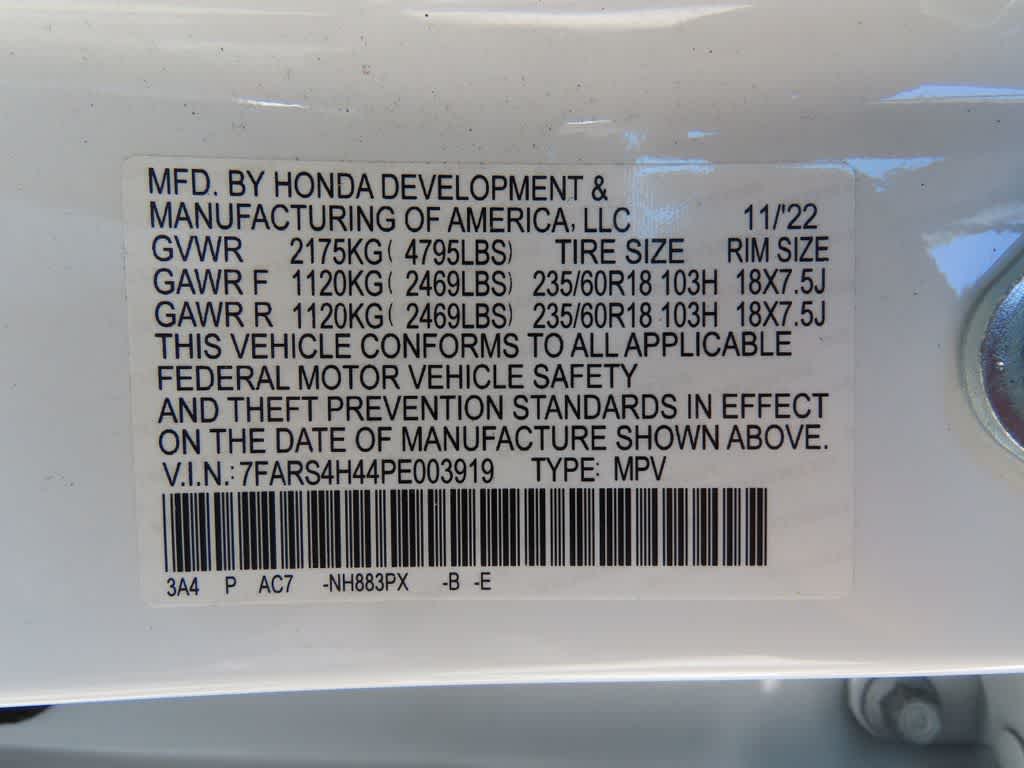 MFD. BY HONDA DEVELOPMENT &
MANUFACTURING OF AMERICA, LLC 11/'22
GVWR 2175KG( 4795LBS) TIRE SIZE RIM SIZE
GAWR F 1120KG( 2469LBS) 235/60R18 103H 18X7.5J
GAWR R 1120KG( 2469LBS) 235/60R18 103H 18X7.5J
THIS VEHICLE CONFORMS TO ALL APPLICABLE
FEDERAL MOTOR VEHICLE SAFETY
AND THEFT PREVENTION STANDARDS IN EFFECT
ON THE DATE OF MANUFACTURE SHOWN ABOVE.
V.I.N.: 7FARS4H44PE003919 TYPE: MPV
3A4 P AC7 -NH883PX -B -E